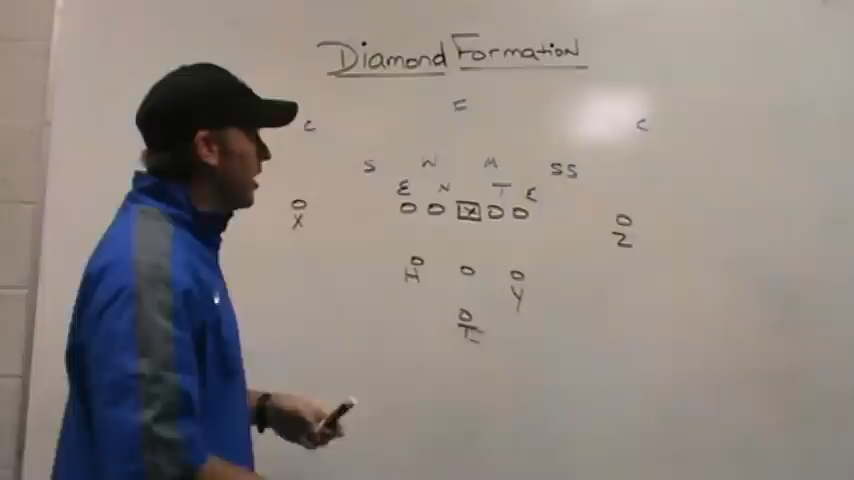 Diamond Formation
F
C C
S W M SS
E N T E
O O X O O
O X
O Z
O H O O Y
O T